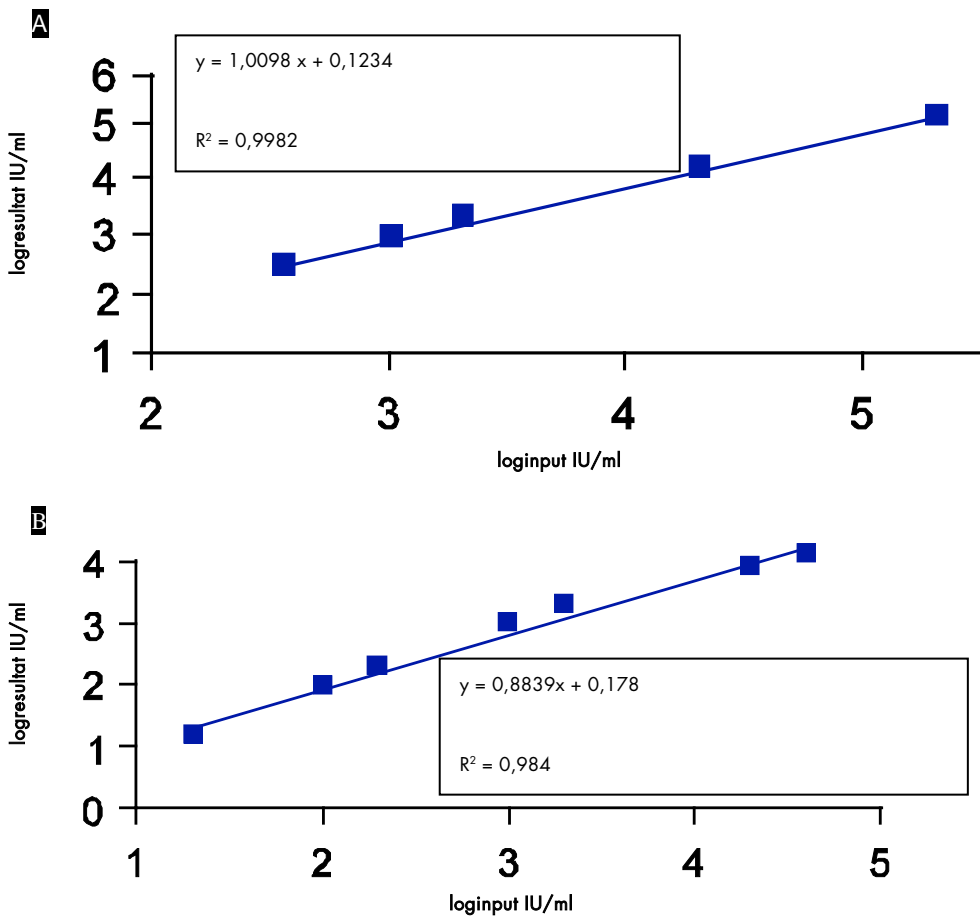 A
y = 1,0098 x + 0,1234
R² = 0,9982
logresultat IU/ml
6
5
4
3
2
1
2 3 4 5
loginput IU/ml
B
logresultat IU/ml
4
3
2
1
0
y = 0,8839x + 0,178
R² = 0,984
1 2 3 4 5
loginput IU/ml